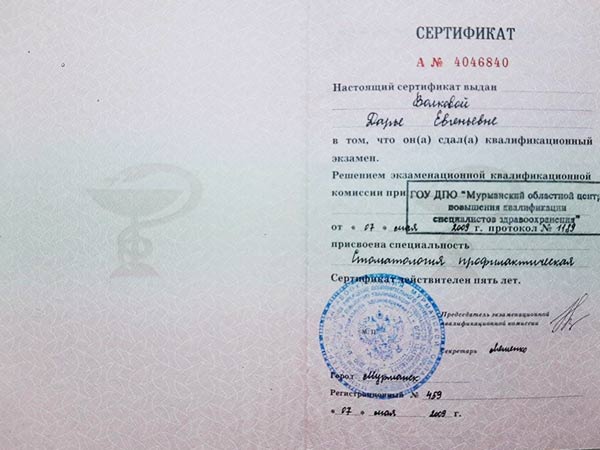 СЕРТИФИКАТ
А № 4046840
Настоящий сертификат выдан
Волковой
Дарье Евгеньевне
в том, что он(а) сдал(а) квалификационный
экзамен.
Решением экзаменационной квалификационной
комиссии при
ГОУ ДПО "Мурманский областной центр
повышения квалификации
специалистов здравоохранения"
от « 07 » мая 2009 г. протокол № 1129
присвоена специальность
Стоматология профилактическая
Сертификат действителен пять лет.
Председатель экзаменационной
квалификационной комиссии
М.П.
Секретарь
Город Мурманск
Регистрационный № 459
« 07 » мая 2009 г.